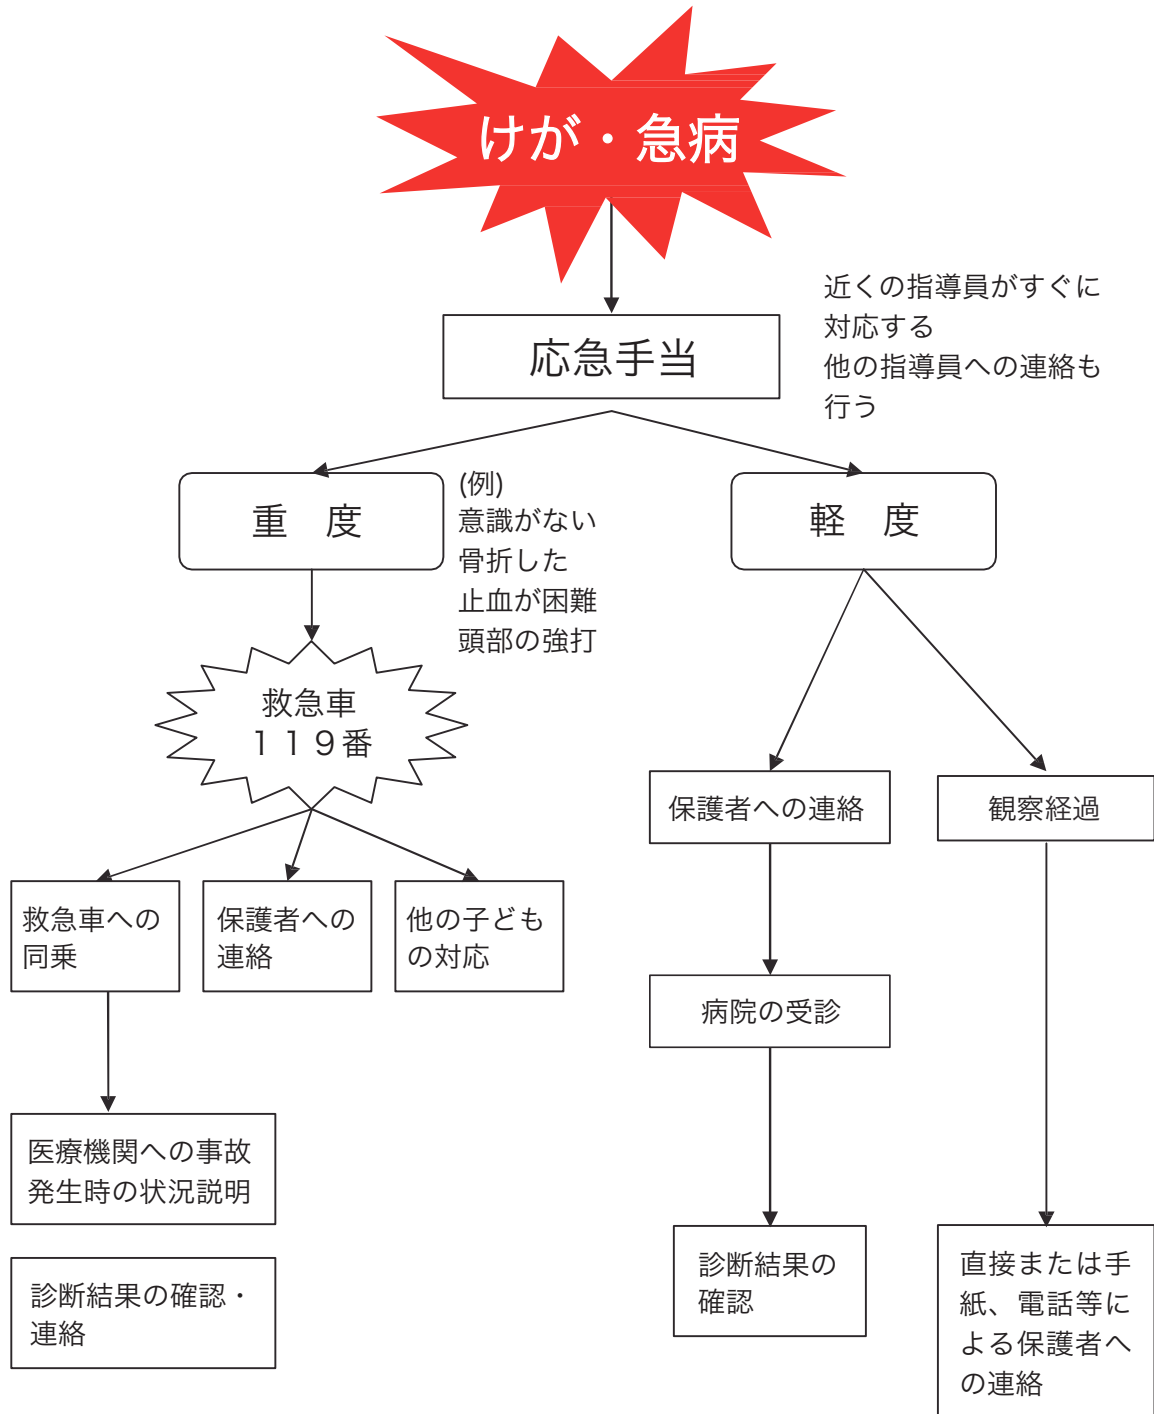 けが・急病
近くの指導員がすぐに
対応する
他の指導員への連絡も
行う
応急手当
重　度
(例)
意識がない
骨折した
止血が困難
頭部の強打
軽　度
救急車
１１９番
保護者への連絡
観察経過
救急車への
同乗
保護者への
連絡
他の子ども
の対応
病院の受診
医療機関への事故
発生時の状況説明
診断結果の確認・
連絡
診断結果の
確認
直接または手
紙、電話等に
よる保護者へ
の連絡